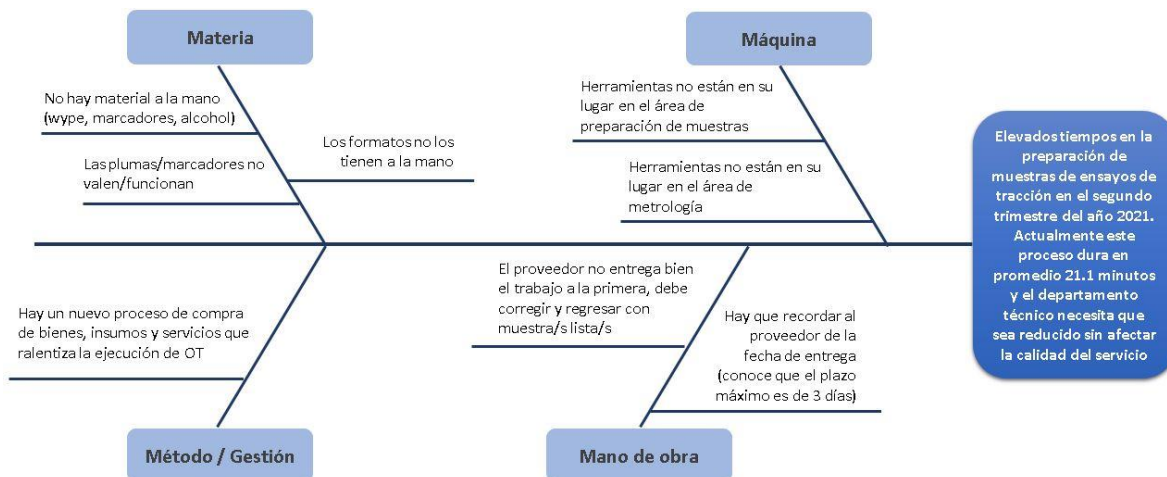 Materia
Máquina
No hay material a la mano
(wype, marcadores, alcohol)
Los formatos no los
tienen a la mano
Las plumas/marcadores no
valen/funcionan
Herramientas no están en su
lugar en el área de
preparación de muestras
Herramientas no están en su
lugar en el área de
metrología
Elevados tiempos en la
preparación de
muestras de ensayos de
tracción en el segundo
trimestre del año 2021.
Actualmente este
proceso dura en
promedio 21.1 minutos
y el departamento
técnico necesita que
sea reducido sin afectar
la calidad del servicio
Hay un nuevo proceso de compra
de bienes, insumos y servicios que
ralentiza la ejecución de OT
El proveedor no entrega bien
el trabajo a la primera, debe
corregir y regresar con
muestra/s lista/s
Hay que recordar al
proveedor de la
fecha de entrega
(conoce que el plazo
máximo es de 3 días)
Método / Gestión
Mano de obra